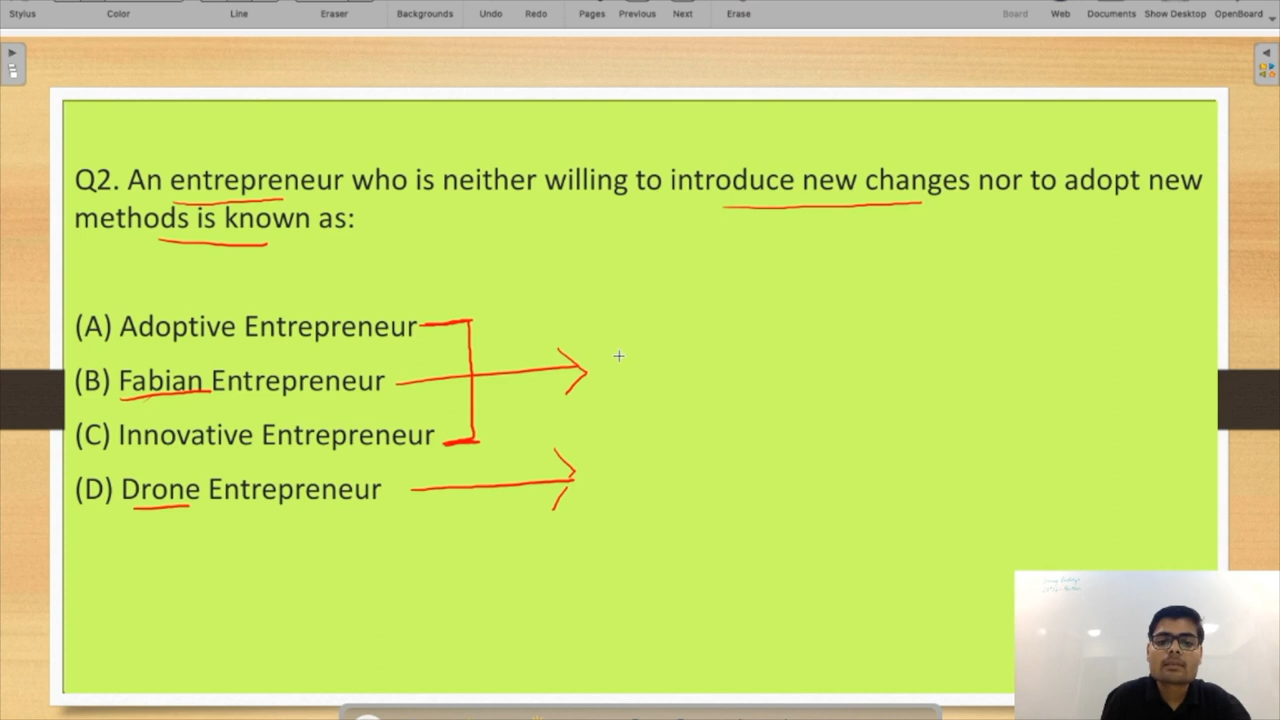 Stylus Color Line Eraser Backgrounds Undo Redo Pages Previous Next Erase Board Web Documents Show Desktop OpenBoard
Q2. An entrepreneur who is neither willing to introduce new changes nor to adopt new
methods is known as:
(A) Adoptive Entrepreneur
(B) Fabian Entrepreneur
(C) Innovative Entrepreneur
(D) Drone Entrepreneur